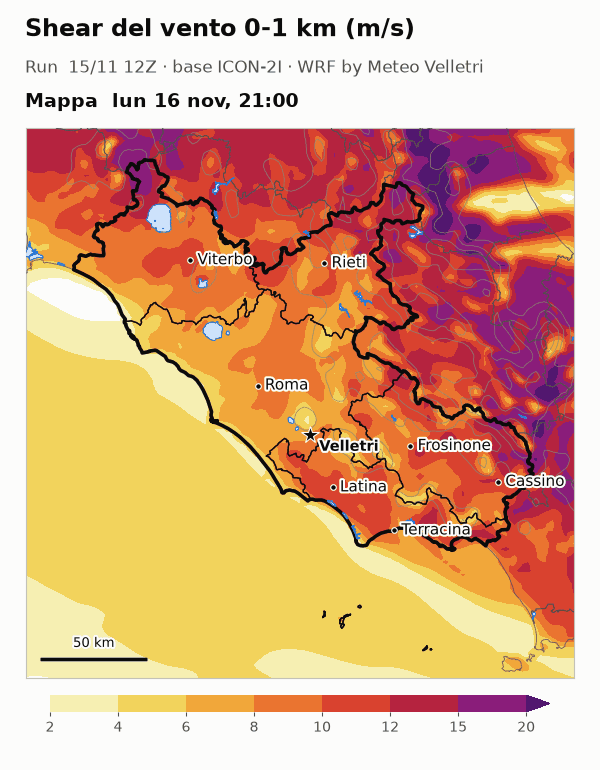 Shear del vento 0-1 km (m/s)
Run 15/11 12Z · base ICON-2I · WRF by Meteo Velletri
Mappa lun 16 nov, 21:00
Viterbo
Rieti
Roma
Velletri
Frosinone
Cassino
Latina
Terracina
50 km
2 4 6 8 10 12 15 20